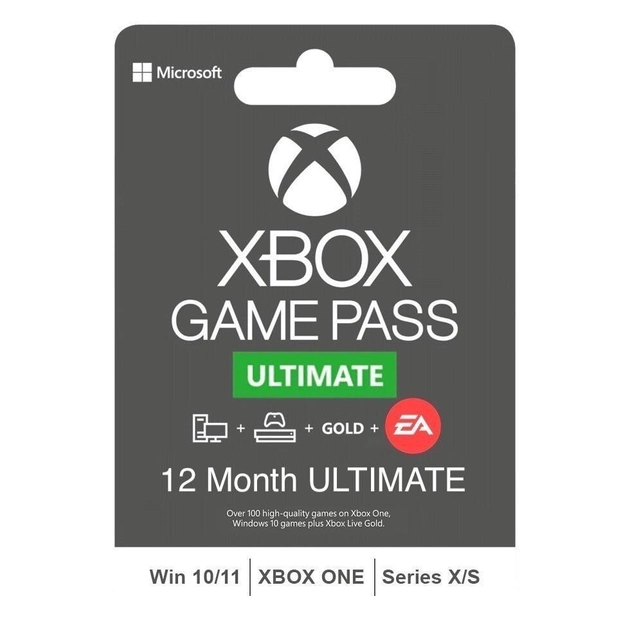 Microsoft
XBOX
GAME PASS
ULTIMATE
+ + GOLD + EA
12 Month ULTIMATE
Over 100 high-quality games on Xbox One,
Windows 10 games plus Xbox Live Gold.
Win 10/11 | XBOX ONE | Series X/S